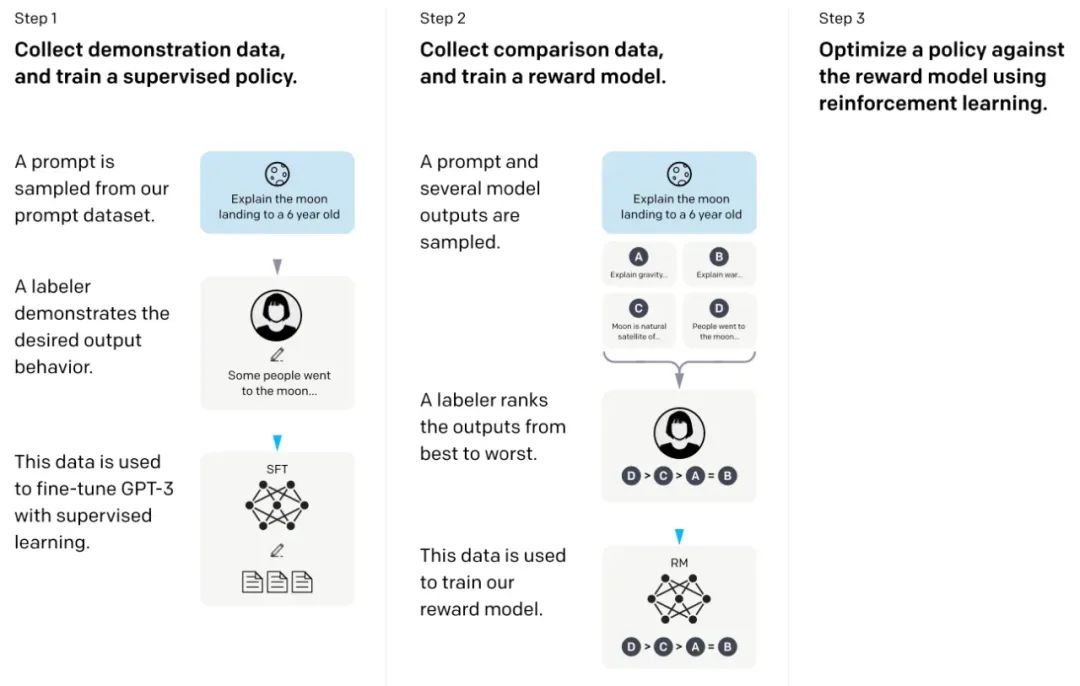 Step 1
Collect demonstration data,
and train a supervised policy.
A prompt is
sampled from our
prompt dataset.
Explain the moon
landing to a 6 year old
A labeler
demonstrates the
desired output
behavior.
Some people went
to the moon...
This data is used
to fine-tune GPT-3
with supervised
learning.
SFT
Step 2
Collect comparison data,
and train a reward model.
A prompt and
several model
outputs are
sampled.
Explain the moon
landing to a 6 year old
A
Explain gravity...
B
Explain war...
C
Moon is natural
satellite of...
D
People went to
the moon...
A labeler ranks
the outputs from
best to worst.
D > C > A = B
This data is used
to train our
reward model.
RM
D > C > A = B
Step 3
Optimize a policy against
the reward model using
reinforcement learning.